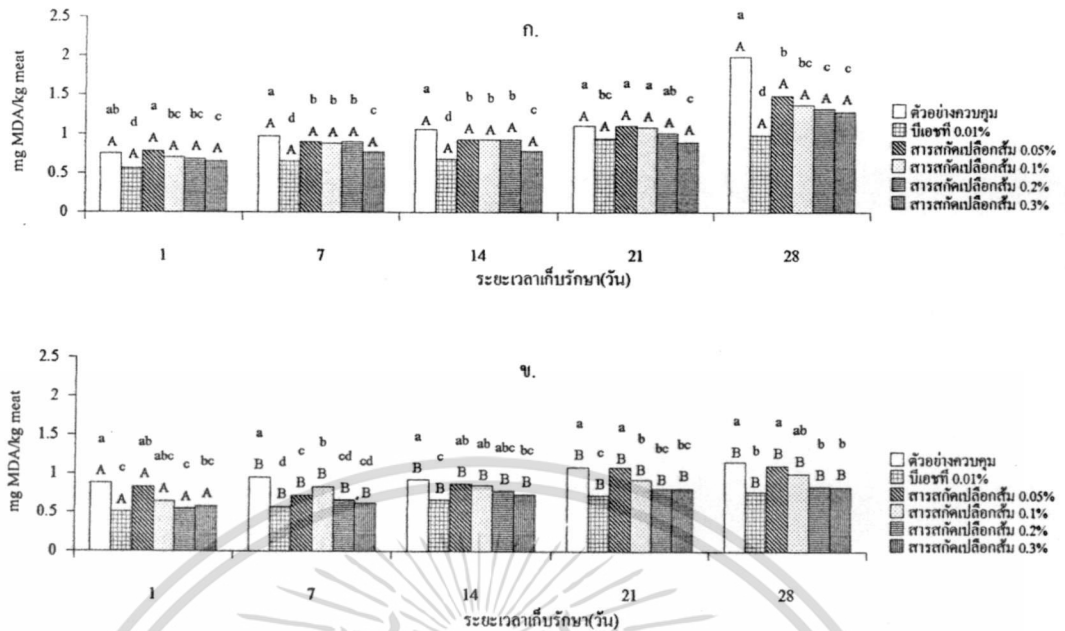 ก.
mg MDA/kg meat
2.5
2
1.5
1
0.5
0
ab d a bc bc c
A A A A A A
a d b b b c
A A A A A A
a d b b b c
A A A A A A
a bc a a ab c
A A A A A A
a d b bc c c
A A A A A A
1 7 14 21 28
ระยะเวลาเก็บรักษา(วัน)
ตัวอย่างควบคุม
บีเอชที 0.01%
สารสกัดเปลือกส้ม 0.05%
สารสกัดเปลือกส้ม 0.1%
สารสกัดเปลือกส้ม 0.2%
สารสกัดเปลือกส้ม 0.3%
ข.
mg MDA/kg meat
2.5
2
1.5
1
0.5
0
a c ab abc c bc
A A A A A A
a d c b cd cd
B B B B B B
a c ab ab abc bc
B B B B B B
a c a b bc bc
B B B B B B
a b a ab b b
B B B B B B
1 7 14 21 28
ระยะเวลาเก็บรักษา(วัน)
ตัวอย่างควบคุม
บีเอชที 0.01%
สารสกัดเปลือกส้ม 0.05%
สารสกัดเปลือกส้ม 0.1%
สารสกัดเปลือกส้ม 0.2%
สารสกัดเปลือกส้ม 0.3%